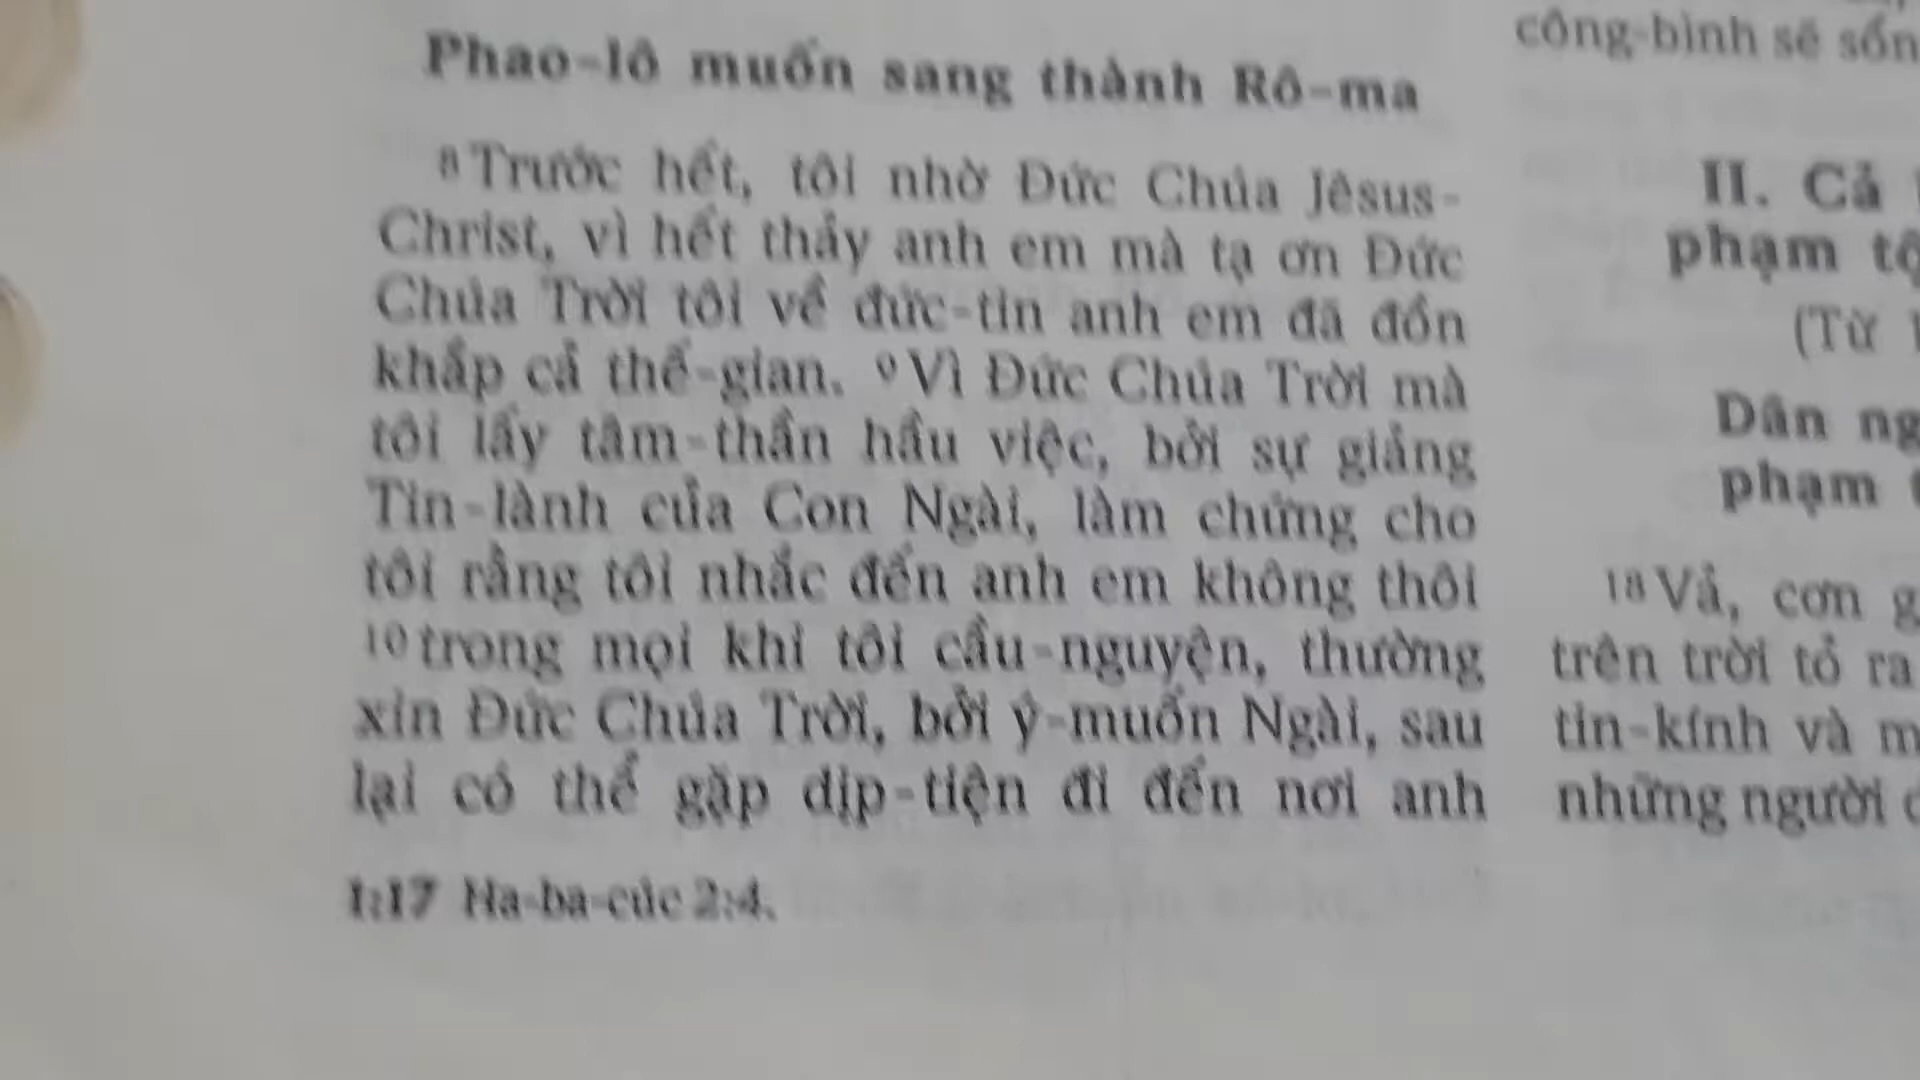 Phao-lô muốn sang thành Rô-ma
8 Trước hết, tôi nhờ Đức Chúa Jêsus-
Christ, vì hết thảy anh em mà tạ ơn Đức
Chúa Trời tôi về đức-tin anh em đã đồn
khắp cả thế-gian. 9 Vì Đức Chúa Trời mà
tôi lấy tâm-thần hầu việc, bởi sự giảng
Tin-lành của Con Ngài, làm chứng cho
tôi rằng tôi nhắc đến anh em không thôi
10 trong mọi khi tôi cầu-nguyện, thường
xin Đức Chúa Trời, bởi ý-muốn Ngài, sau
lại có thể gặp dịp-tiện đi đến nơi anh
1:17 Ha-ba-cúc 2:4.
công-bình sẽ sốn
II. Cả
phạm tộ
(Từ 1
Dân ng
phạm t
18 Vả, cơn g
trên trời tỏ ra
tin-kính và m
những người